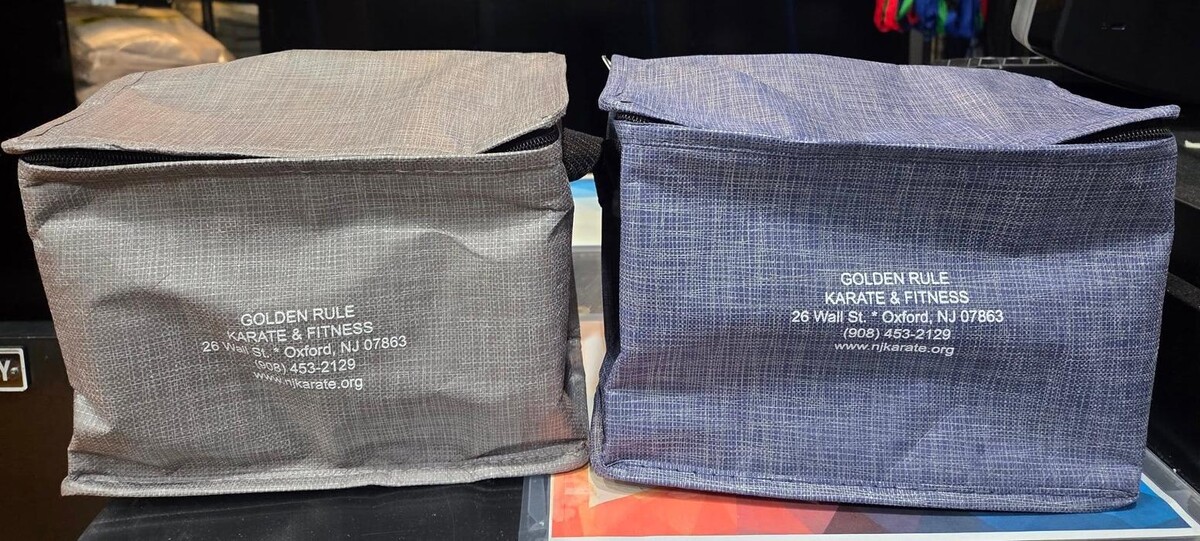 GOLDEN RULE
KARATE & FITNESS
26 Wall St. * Oxford, NJ 07863
(908) 453-2129
www.njkarate.org
GOLDEN RULE
KARATE & FITNESS
26 Wall St. * Oxford, NJ 07863
(908) 453-2129
www.njkarate.org